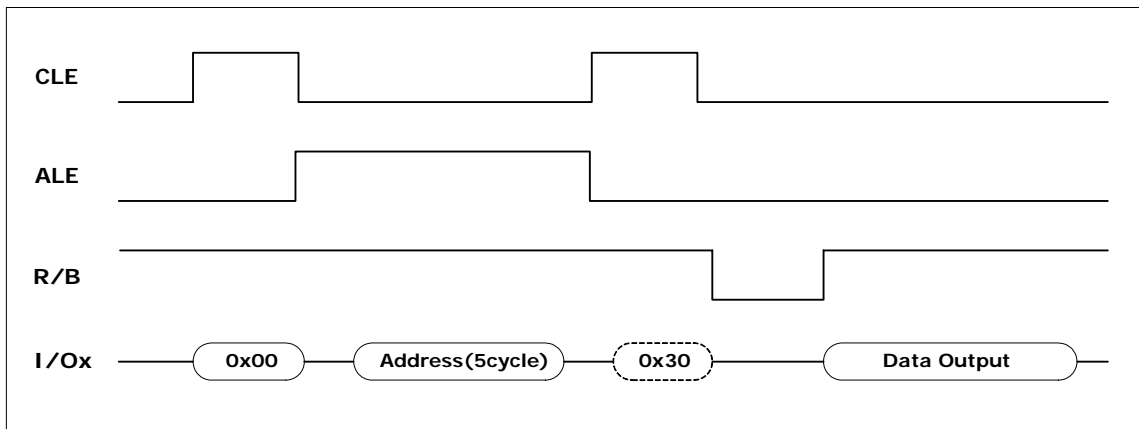 CLE
ALE
R/B
I/Ox 0x00 Address(5cycle) 0x30 Data Output